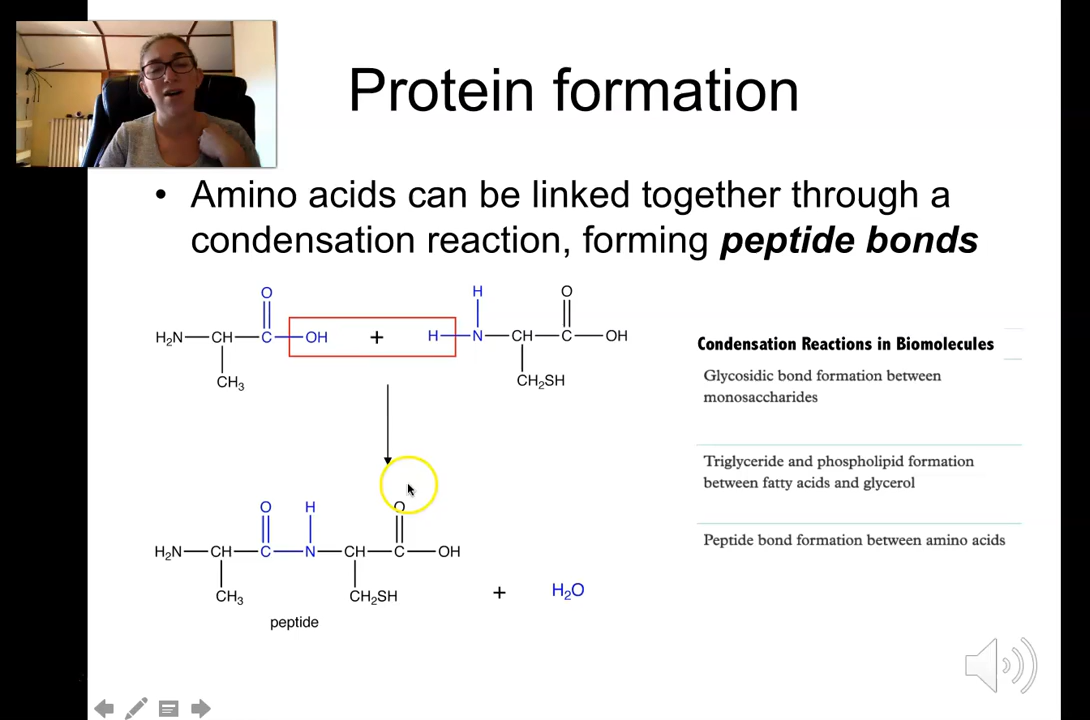 Protein formation
• Amino acids can be linked together through a
condensation reaction, forming peptide bonds
O H O
H₂N—CH—C—OH + H—N—CH—C—OH
CH₃ CH₂SH
Condensation Reactions in Biomolecules
Glycosidic bond formation between
monosaccharides
Triglyceride and phospholipid formation
between fatty acids and glycerol
Peptide bond formation between amino acids
O H O
H₂N—CH—C—N—CH—C—OH
CH₃ CH₂SH + H₂O
peptide